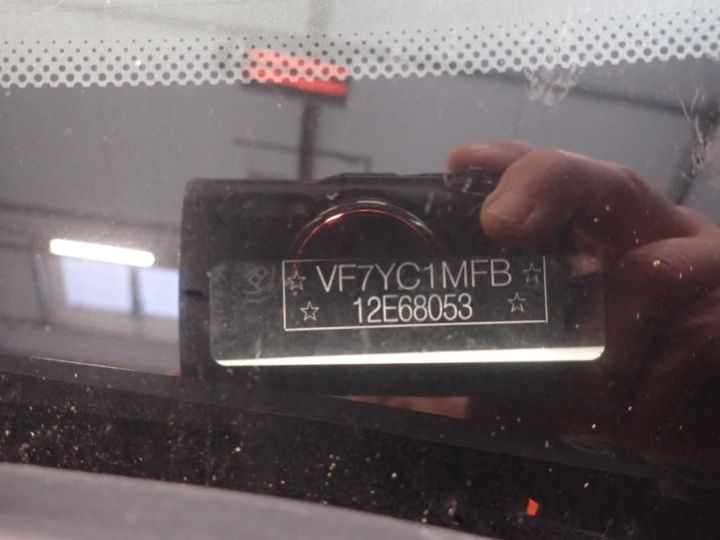 ☆ VF7YC1MFB ☆
☆ 12E68053 ☆